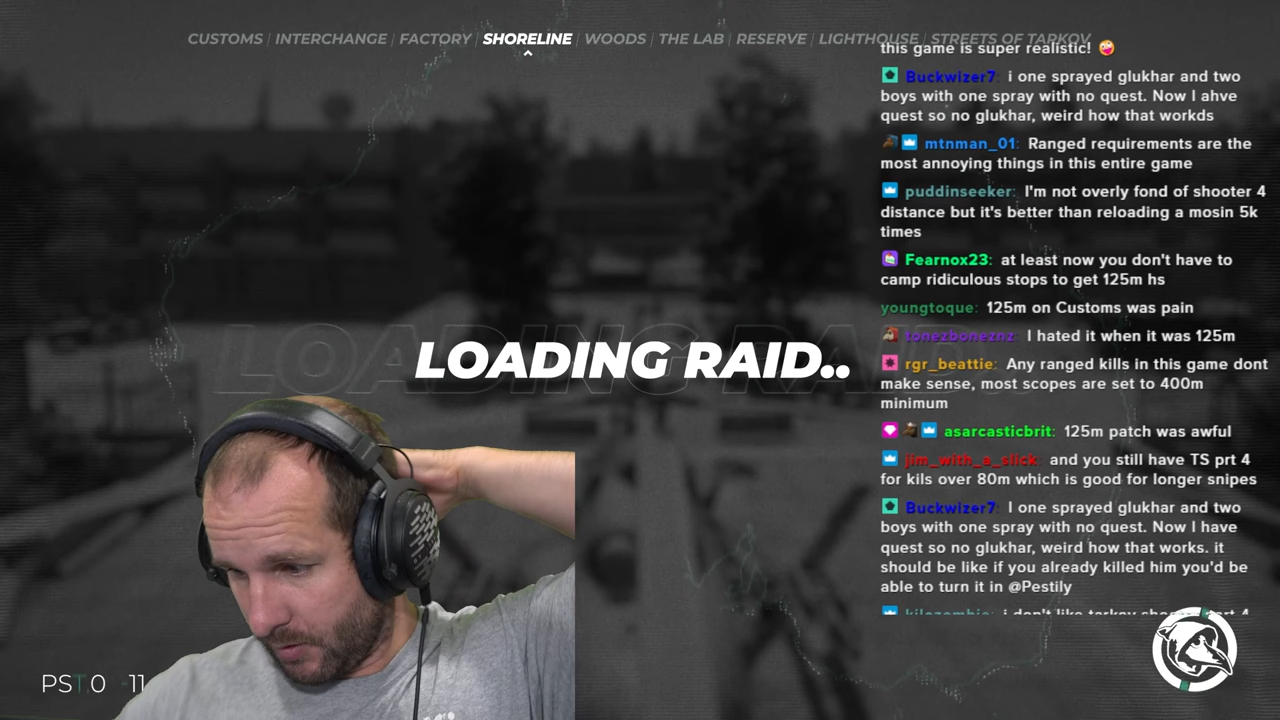 CUSTOMS | INTERCHANGE | FACTORY | SHORELINE | WOODS | THE LAB | RESERVE | LIGHTHOUSE | STREETS OF TARKOV
this game is super realistic! 🤪
Buckwizer7: i one sprayed glukhar and two
boys with one spray with no quest. Now I ahve
quest so no glukhar, weird how that workds
mtnman_01: Ranged requirements are the
most annoying things in this entire game
puddinseeker: I'm not overly fond of shooter 4
distance but it's better than reloading a mosin 5k
times
Fearnox23: at least now you don't have to
camp ridiculous stops to get 125m hs
youngtoque: 125m on Customs was pain
tonezboneznz: I hated it when it was 125m
rgr_beattie: Any ranged kills in this game dont
make sense, most scopes are set to 400m
minimum
asarcasticbrit: 125m patch was awful
jim_with_a_slick: and you still have TS prt 4
for kils over 80m which is good for longer snipes
Buckwizer7: I one sprayed glukhar and two
boys with one spray with no quest. Now I have
quest so no glukhar, weird how that works. it
should be like if you already killed him you'd be
able to turn it in @Pestily
i don't like tarkov
LOADING RAID..
PST.0 -11